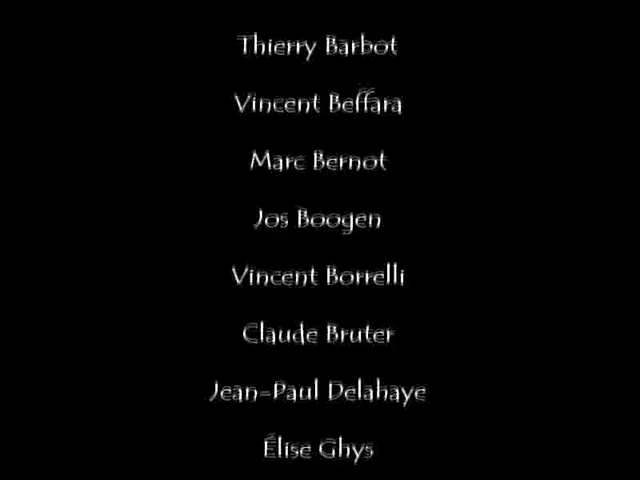 Thierry Barbot
Vincent Beffara
Marc Bernot
Jos Boogen
Vincent Borrelli
Claude Bruter
Jean-Paul Delahaye
Élise Ghys